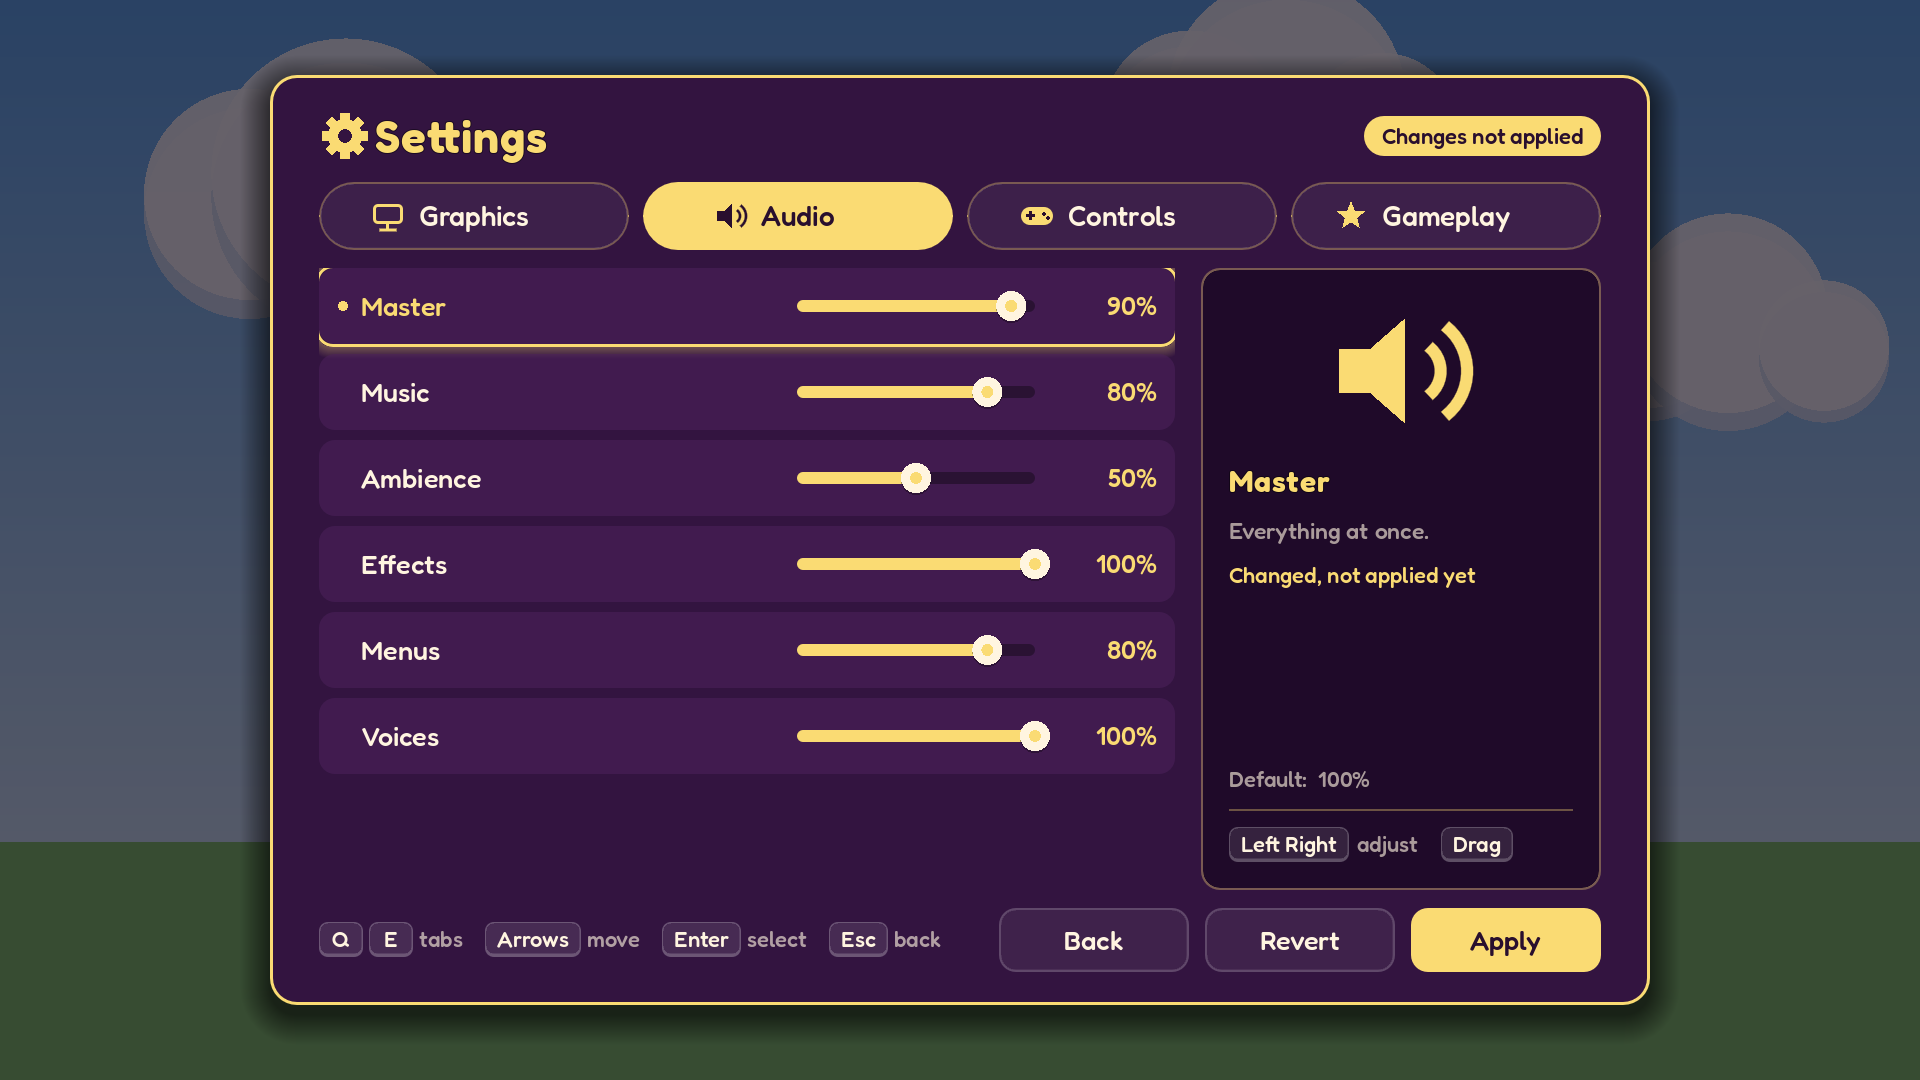 Settings
Changes not applied
Graphics
Audio
Controls
Gameplay
Master 90%
Music 80%
Ambience 50%
Effects 100%
Menus 80%
Voices 100%
Master
Everything at once.
Changed, not applied yet
Default: 100%
Left Right adjust Drag
Q E tabs Arrows move Enter select Esc back
Back
Revert
Apply